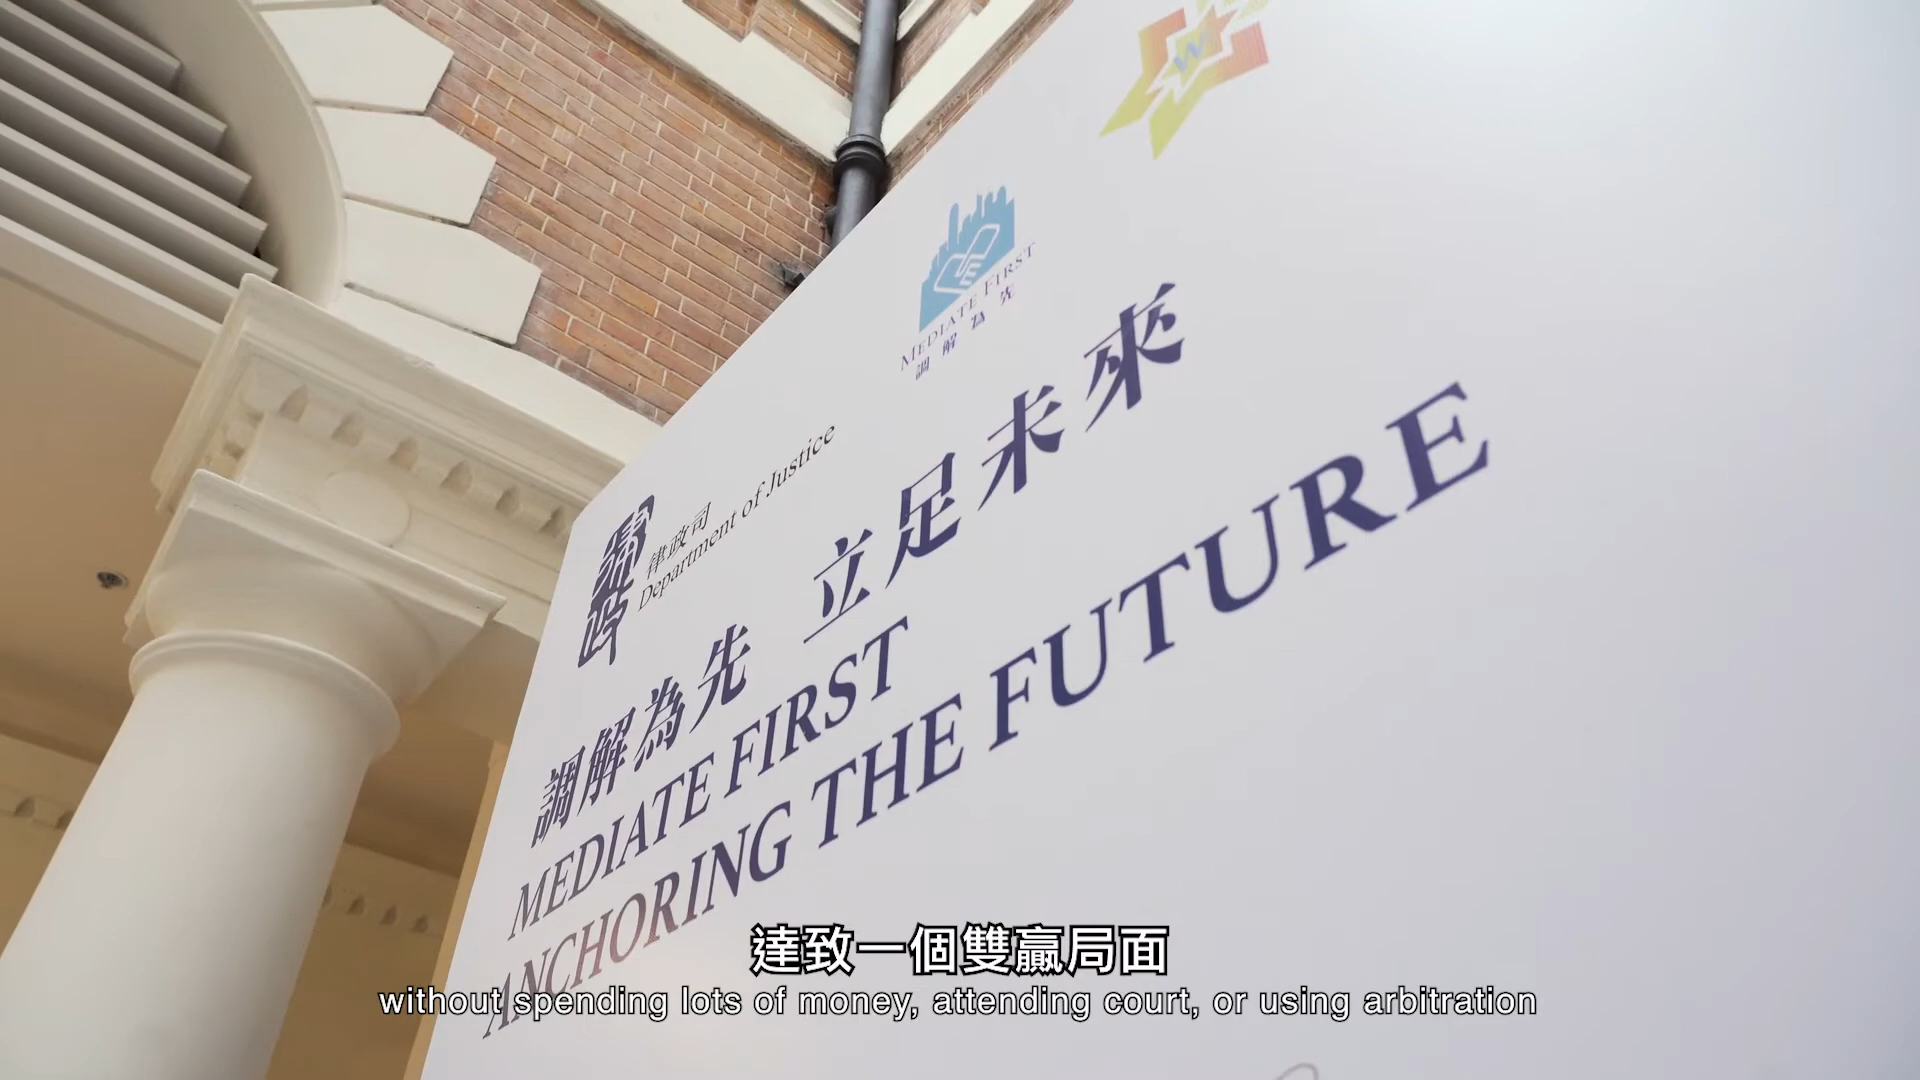 W
MEDIATE FIRST
調解為先
律政司
Department of Justice
調解為先 立足未來
MEDIATE FIRST
ANCHORING THE FUTURE
達致一個雙贏局面
without spending lots of money, attending court, or using arbitration